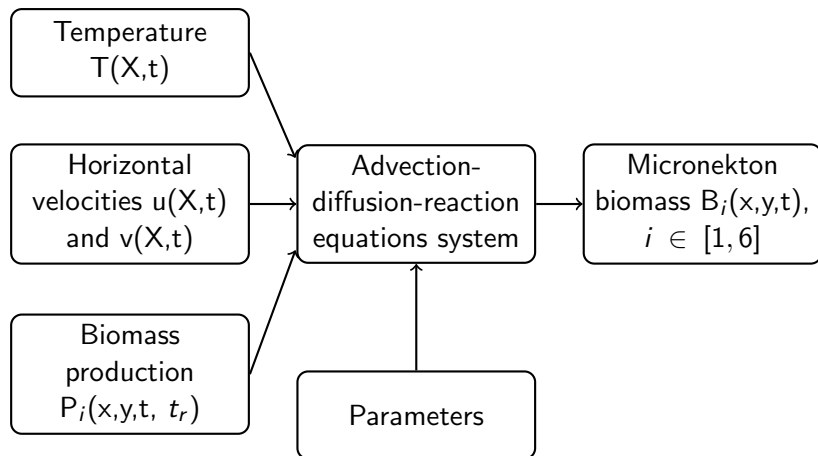 Temperature
T(X,t)
Horizontal
velocities u(X,t)
and v(X,t)
Biomass
production
P_i(x,y,t, t_r)
Advection-
diffusion-reaction
equations system
Parameters
Micronekton
biomass B_i(x,y,t),
i ∈ [1, 6]